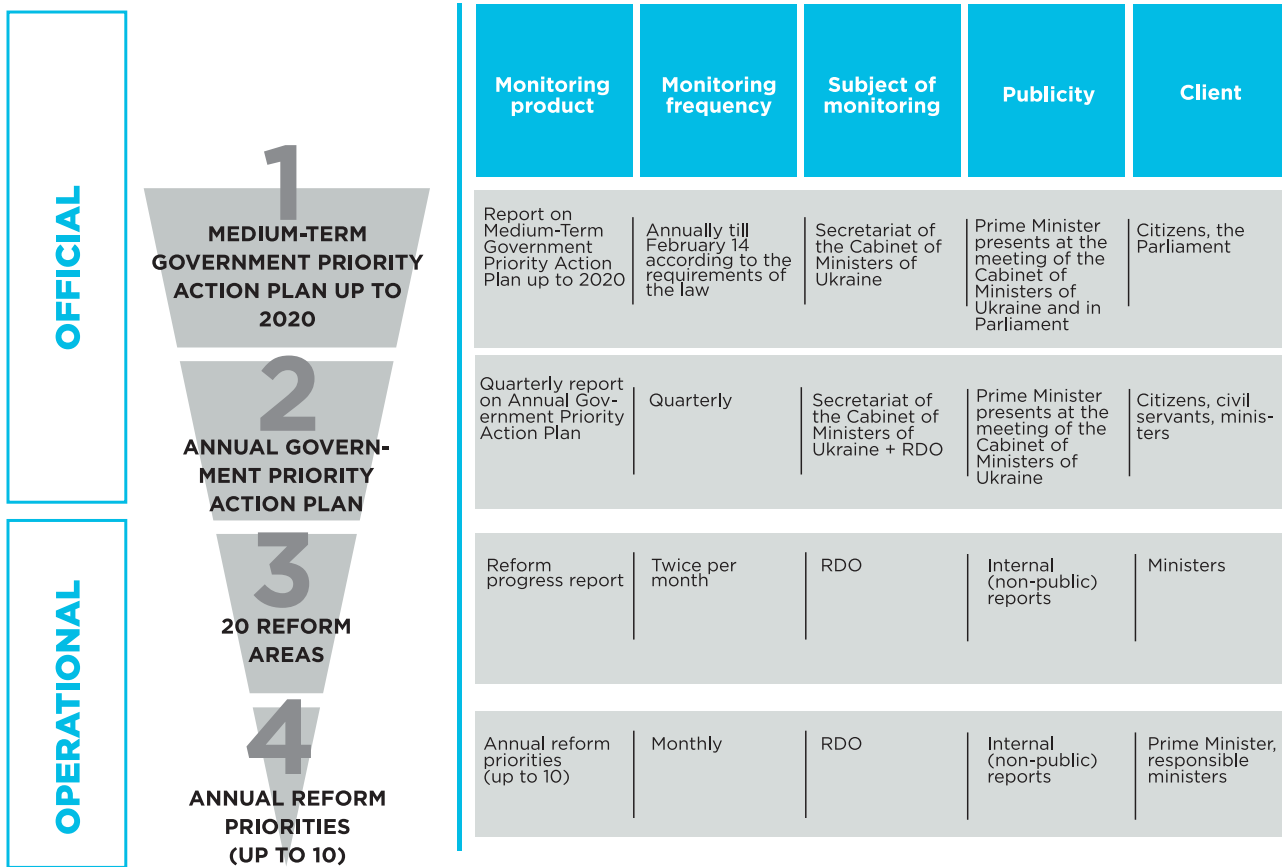 OFFICIAL
OPERATIONAL
1
MEDIUM-TERM
GOVERNMENT PRIORITY
ACTION PLAN UP TO
2020
2
ANNUAL GOVERN-
MENT PRIORITY
ACTION PLAN
3
20 REFORM
AREAS
4
ANNUAL REFORM
PRIORITIES
(UP TO 10)
Monitoring
product
Monitoring
frequency
Subject of
monitoring
Publicity
Client
Report on
Medium-Term
Government
Priority Action
Plan up to 2020
Annually till
February 14
according to the
requirements of
the law
Secretariat of
the Cabinet of
Ministers of
Ukraine
Prime Minister
presents at the
meeting of the
Cabinet of
Ministers of
Ukraine and in
Parliament
Citizens, the
Parliament
Quarterly report
on Annual Gov-
ernment Priority
Action Plan
Quarterly
Secretariat of
the Cabinet of
Ministers of
Ukraine + RDO
Prime Minister
presents at the
meeting of the
Cabinet of
Ministers of
Ukraine
Citizens, civil
servants, minis-
ters
Reform
progress report
Twice per
month
RDO
Internal
(non-public)
reports
Ministers
Annual reform
priorities
(up to 10)
Monthly
RDO
Internal
(non-public)
reports
Prime Minister,
responsible
ministers